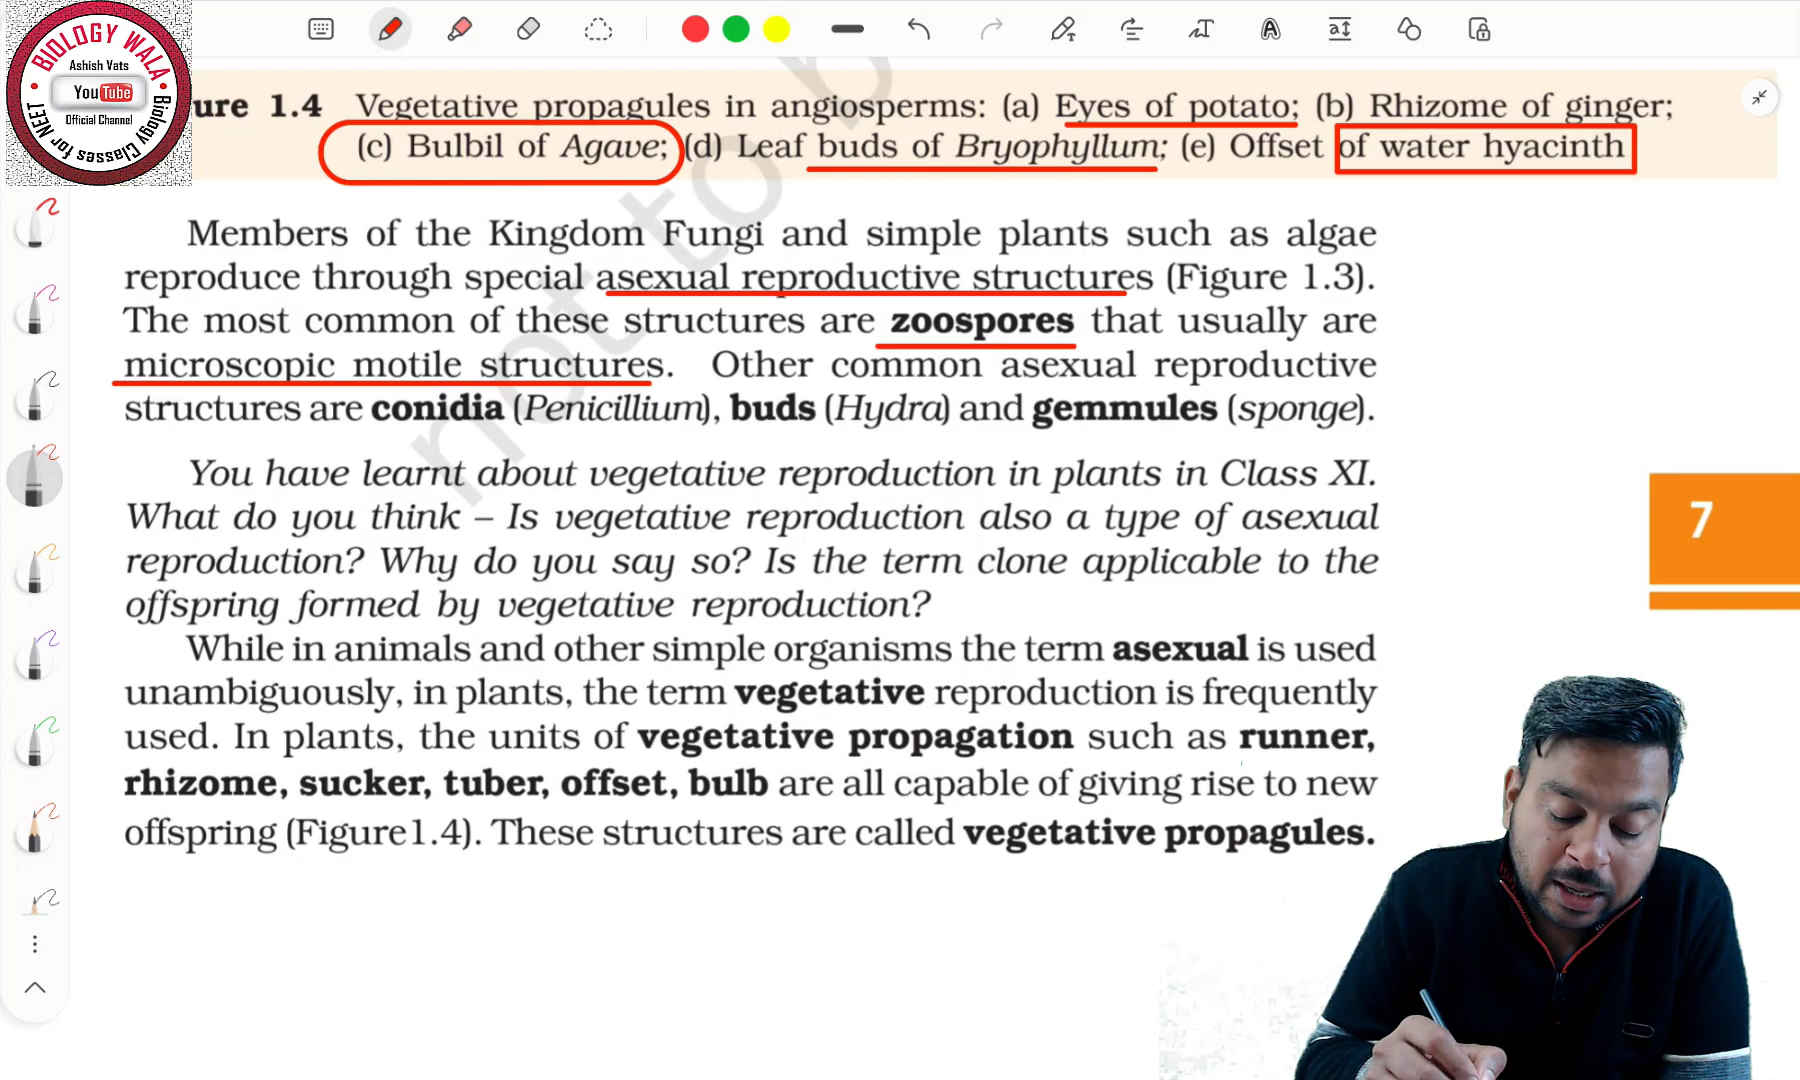 BIOLOGY WALA
Ashish Vats
YouTube
Official Channel
Biology Classes for NEET
ure 1.4 Vegetative propagules in angiosperms: (a) Eyes of potato; (b) Rhizome of ginger;
(c) Bulbil of Agave; (d) Leaf buds of Bryophyllum; (e) Offset of water hyacinth
not to b
Members of the Kingdom Fungi and simple plants such as algae
reproduce through special asexual reproductive structures (Figure 1.3).
The most common of these structures are zoospores that usually are
microscopic motile structures. Other common asexual reproductive
structures are conidia (Penicillium), buds (Hydra) and gemmules (sponge).
You have learnt about vegetative reproduction in plants in Class XI.
What do you think – Is vegetative reproduction also a type of asexual
reproduction? Why do you say so? Is the term clone applicable to the
offspring formed by vegetative reproduction?
7
While in animals and other simple organisms the term asexual is used
unambiguously, in plants, the term vegetative reproduction is frequently
used. In plants, the units of vegetative propagation such as runner,
rhizome, sucker, tuber, offset, bulb are all capable of giving rise to new
offspring (Figure1.4). These structures are called vegetative propagules.